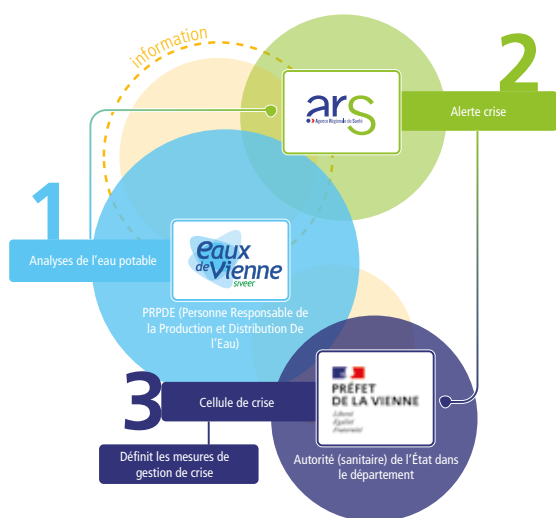 information
2
ars
Agence Régionale de Santé
Alerte crise
1
Analyses de l'eau potable
eaux
de Vienne
siveer
PRPDE (Personne Responsable de
la Production et Distribution De
l'Eau)
3
Cellule de crise
PRÉFET
DE LA VIENNE
Liberté
Égalité
Fraternité
Définit les mesures de
gestion de crise
Autorité (sanitaire) de l'État dans
le département